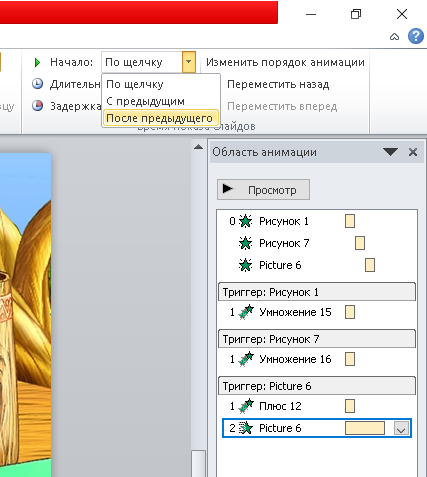 Начало: По щелчку Изменить порядок анимации
Длительн По щелчку Переместить назад
С предыдущим
цу Задержка После предыдущего Переместить вперед
Время показа слайдов
Область анимации
Просмотр
0 Рисунок 1
Рисунок 7
Picture 6
Триггер: Рисунок 1
1 Умножение 15
Триггер: Рисунок 7
1 Умножение 16
Триггер: Picture 6
1 Плюс 12
2 Picture 6